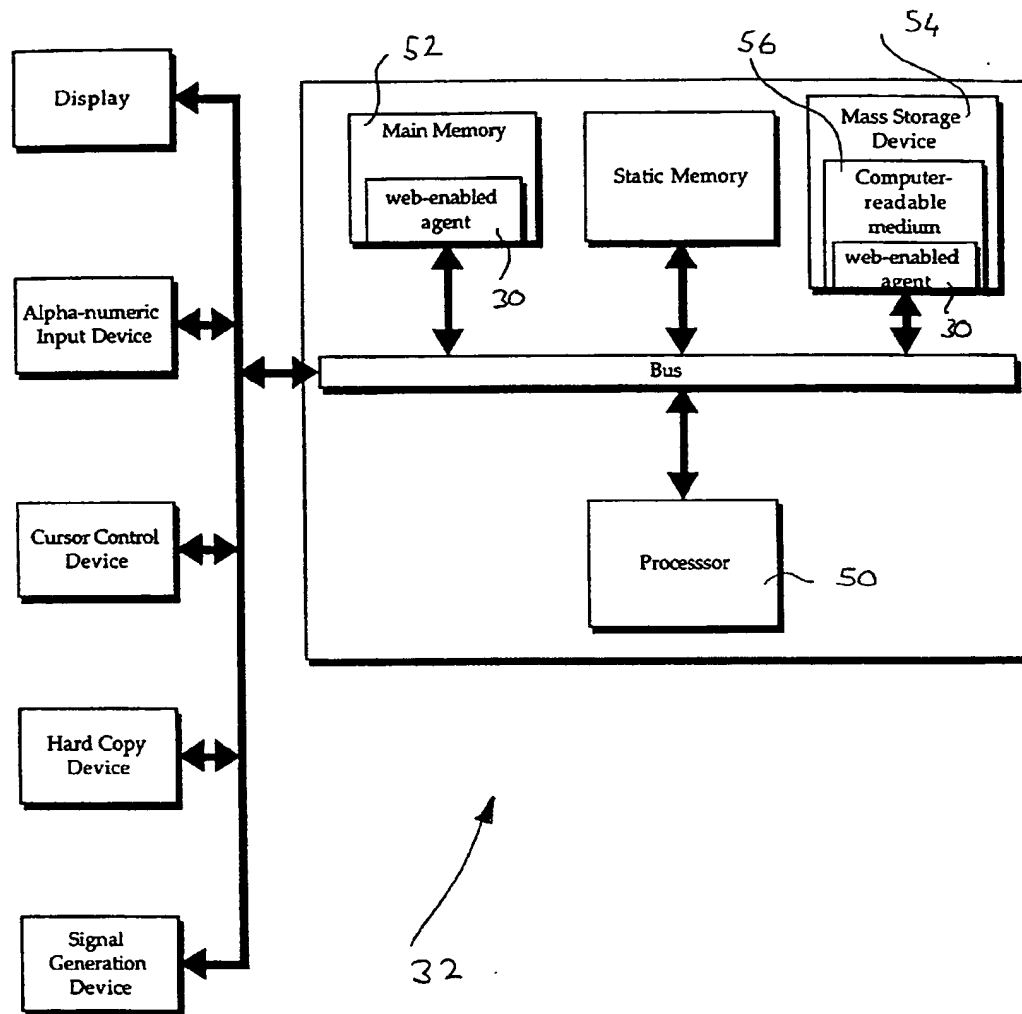 52
56
54
Display
Main Memory
web-enabled
agent
30
Static Memory
Mass Storage
Device
Computer-
readable
medium
web-enabled
agent
30
Alpha-numeric
Input Device
Bus
Cursor Control
Device
Processsor
50
Hard Copy
Device
32
Signal
Generation
Device